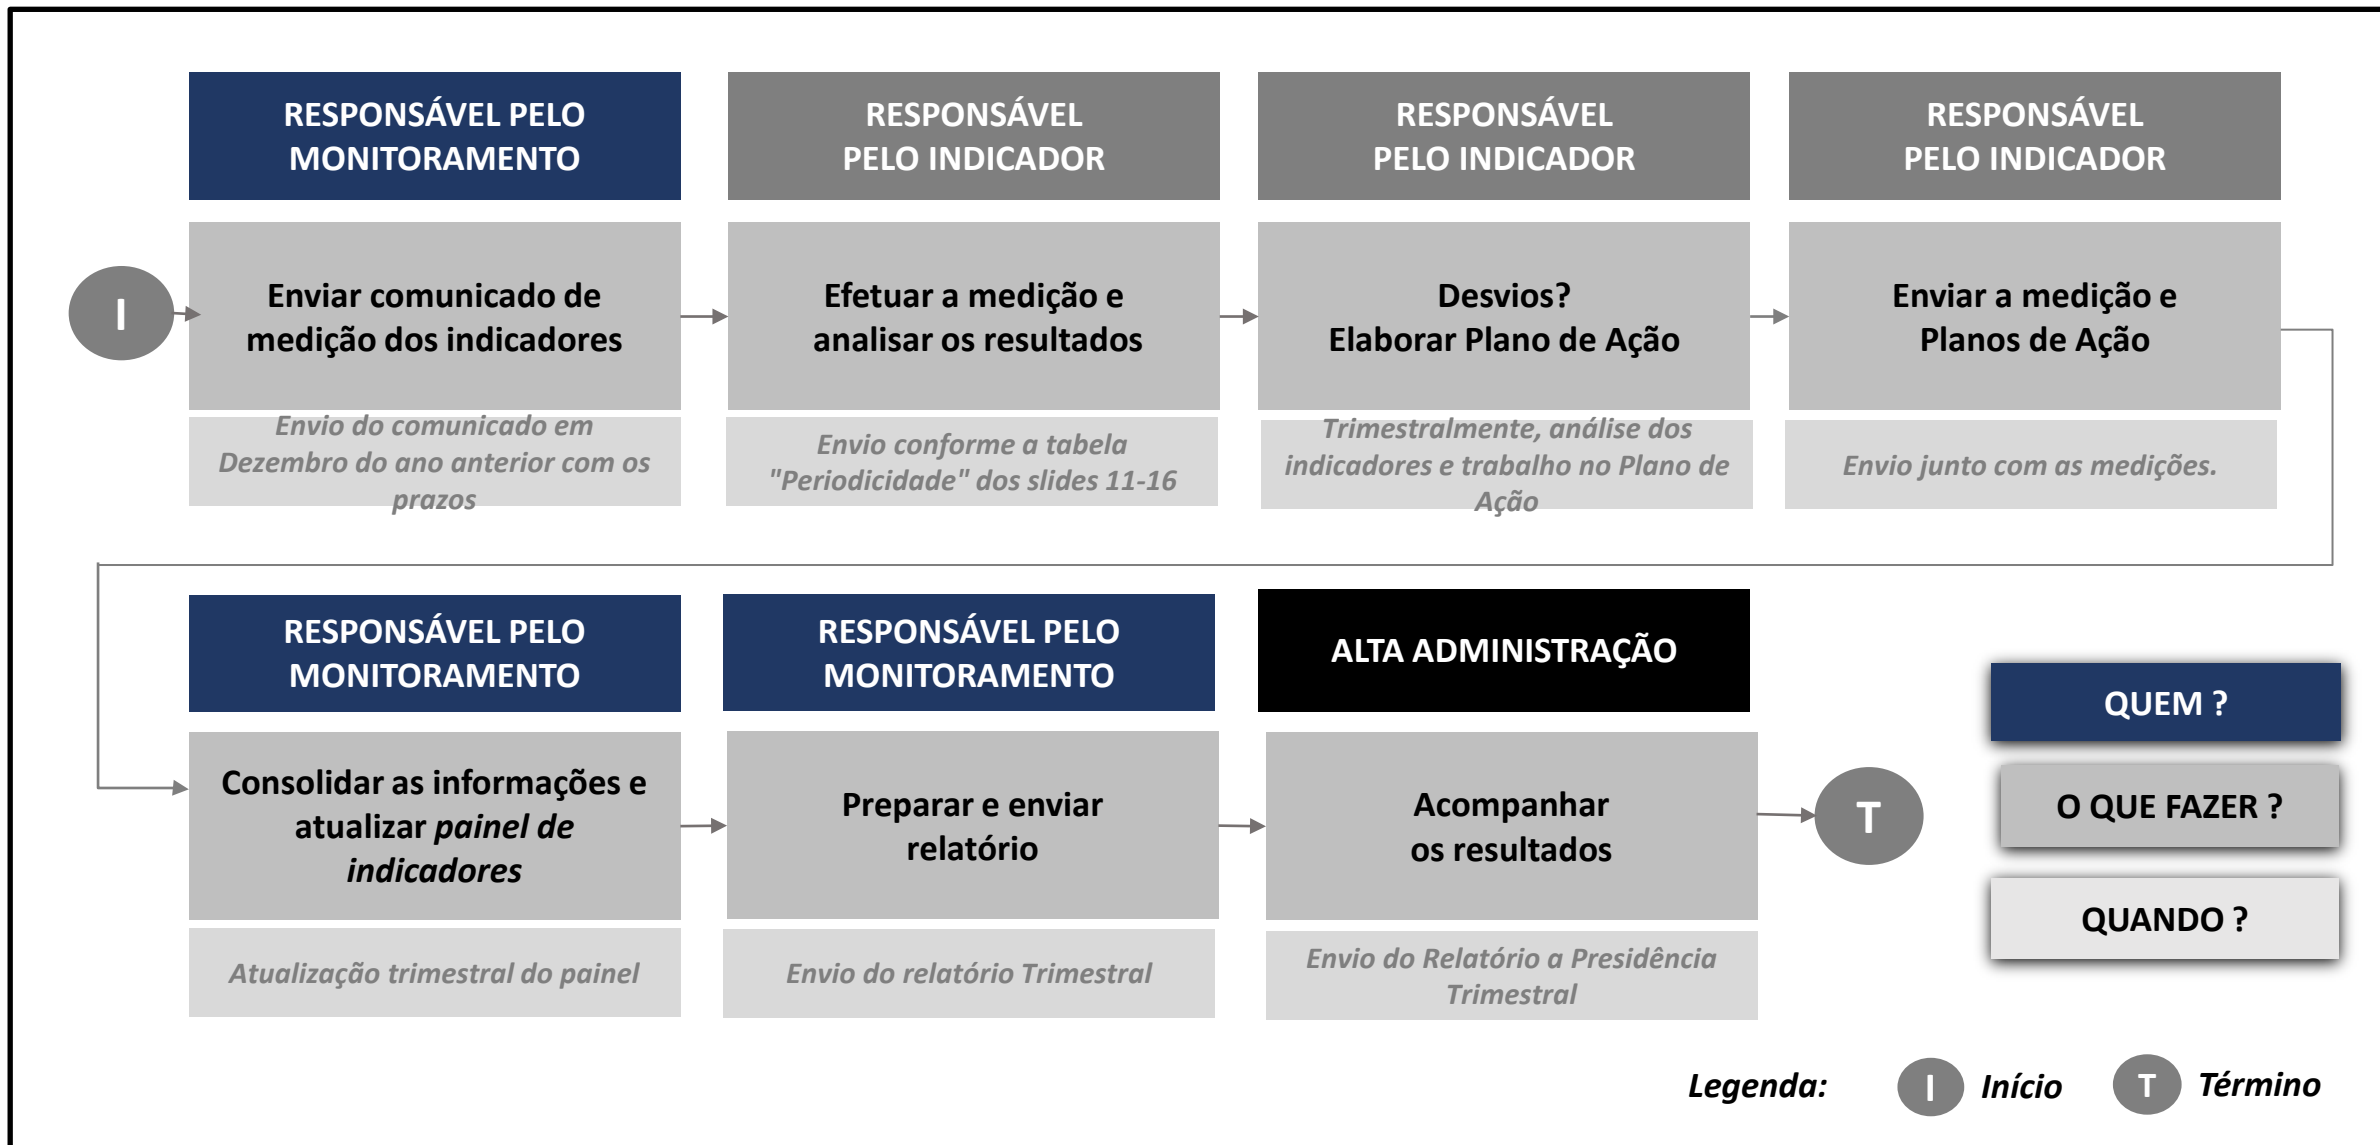 RESPONSÁVEL PELO
MONITORAMENTO
RESPONSÁVEL
PELO INDICADOR
RESPONSÁVEL
PELO INDICADOR
RESPONSÁVEL
PELO INDICADOR
I
Enviar comunicado de
medição dos indicadores
Efetuar a medição e
analisar os resultados
Desvios?
Elaborar Plano de Ação
Enviar a medição e
Planos de Ação
Envio do comunicado em
Dezembro do ano anterior com os
prazos
Envio conforme a tabela
"Periodicidade" dos slides 11-16
Trimestralmente, análise dos
indicadores e trabalho no Plano de
Ação
Envio junto com as medições.
RESPONSÁVEL PELO
MONITORAMENTO
RESPONSÁVEL PELO
MONITORAMENTO
ALTA ADMINISTRAÇÃO
Consolidar as informações e
atualizar painel de
indicadores
Preparar e enviar
relatório
Acompanhar
os resultados
T
Atualização trimestral do painel
Envio do relatório Trimestral
Envio do Relatório a Presidência
Trimestral
QUEM ?
O QUE FAZER ?
QUANDO ?
Legenda:
I
Início
T
Término